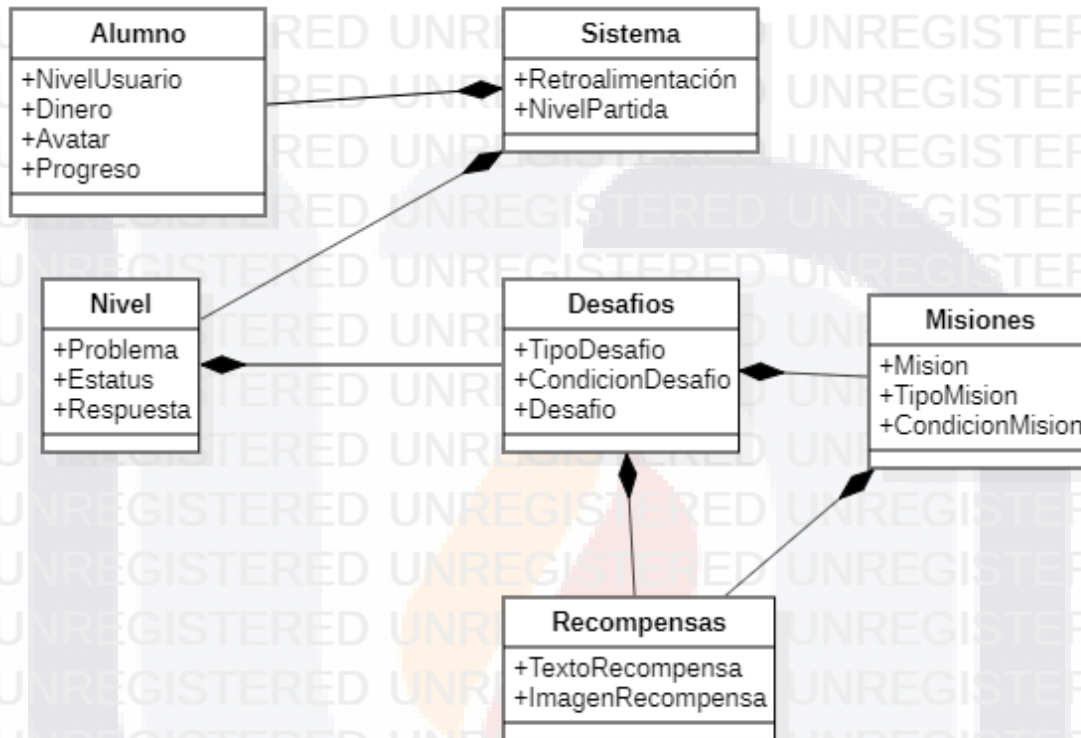 Alumno
+NivelUsuario
+Dinero
+Avatar
+Progreso
Sistema
+Retroalimentación
+NivelPartida
Nivel
+Problema
+Estatus
+Respuesta
Desafios
+TipoDesafio
+CondicionDesafio
+Desafio
Misiones
+Mision
+TipoMision
+CondicionMision
Recompensas
+TextoRecompensa
+ImagenRecompensa
UNREGISTERED